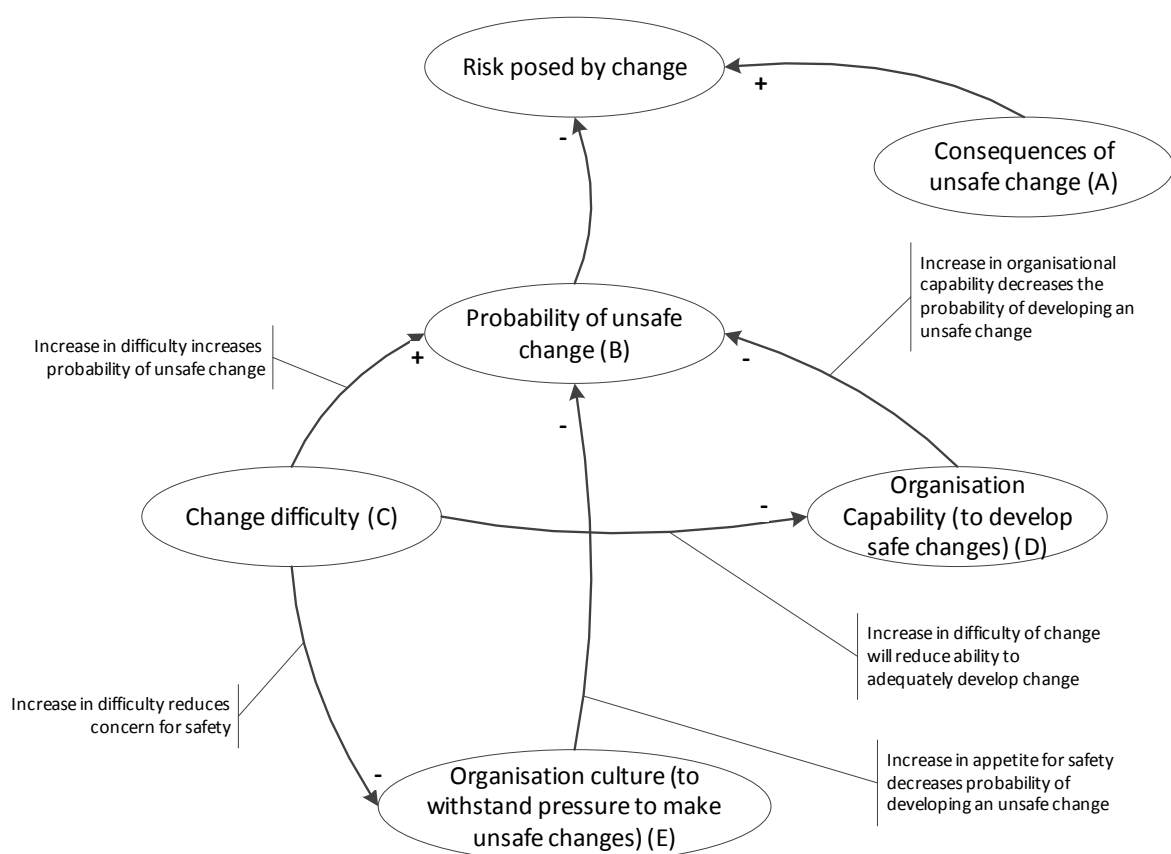 Risk posed by change
+
-
Consequences of
unsafe change (A)
Increase in organisational
capability decreases the
probability of developing an
unsafe change
Probability of unsafe
change (B)
Increase in difficulty increases
probability of unsafe change
+
-
-
Change difficulty (C)
-
Organisation
Capability (to develop
safe changes) (D)
Increase in difficulty of change
will reduce ability to
adequately develop change
Increase in difficulty reduces
concern for safety
-
Organisation culture (to
withstand pressure to make
unsafe changes) (E)
Increase in appetite for safety
decreases probability of
developing an unsafe change